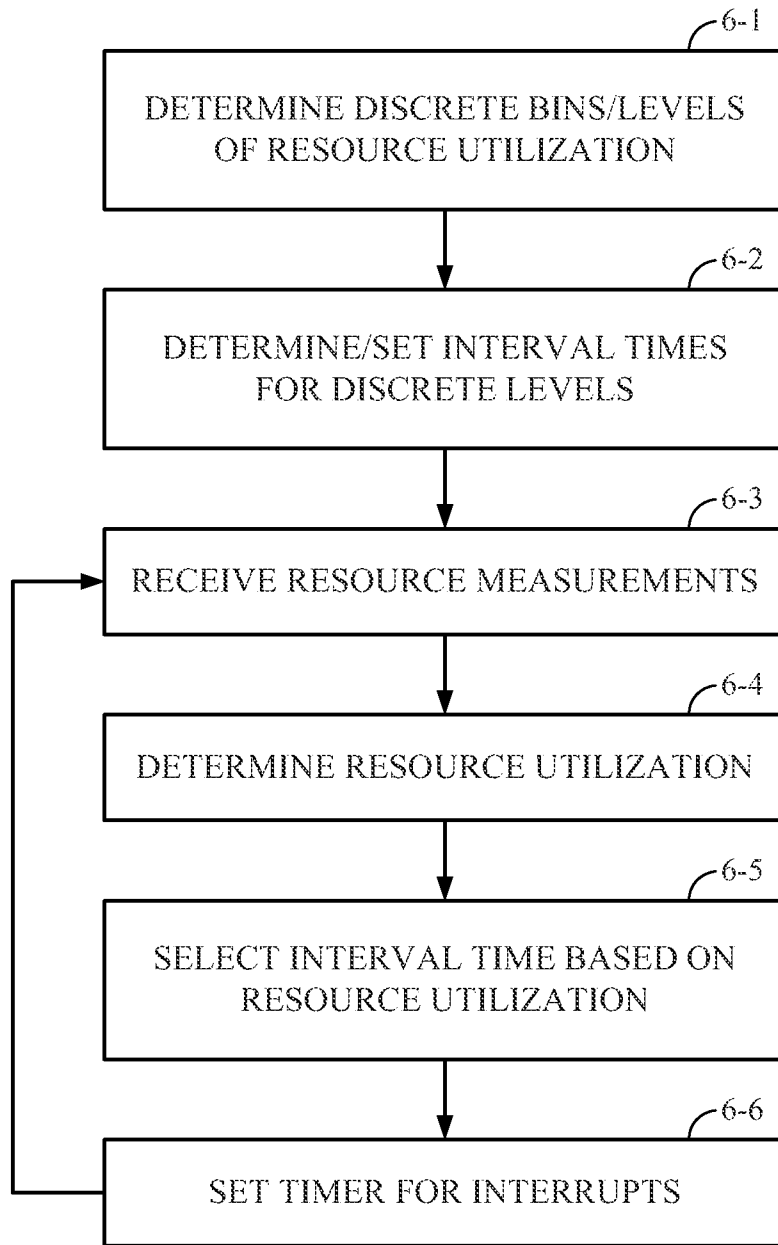 6-1
DETERMINE DISCRETE BINS/LEVELS
OF RESOURCE UTILIZATION
6-2
DETERMINE/SET INTERVAL TIMES
FOR DISCRETE LEVELS
6-3
RECEIVE RESOURCE MEASUREMENTS
6-4
DETERMINE RESOURCE UTILIZATION
6-5
SELECT INTERVAL TIME BASED ON
RESOURCE UTILIZATION
6-6
SET TIMER FOR INTERRUPTS